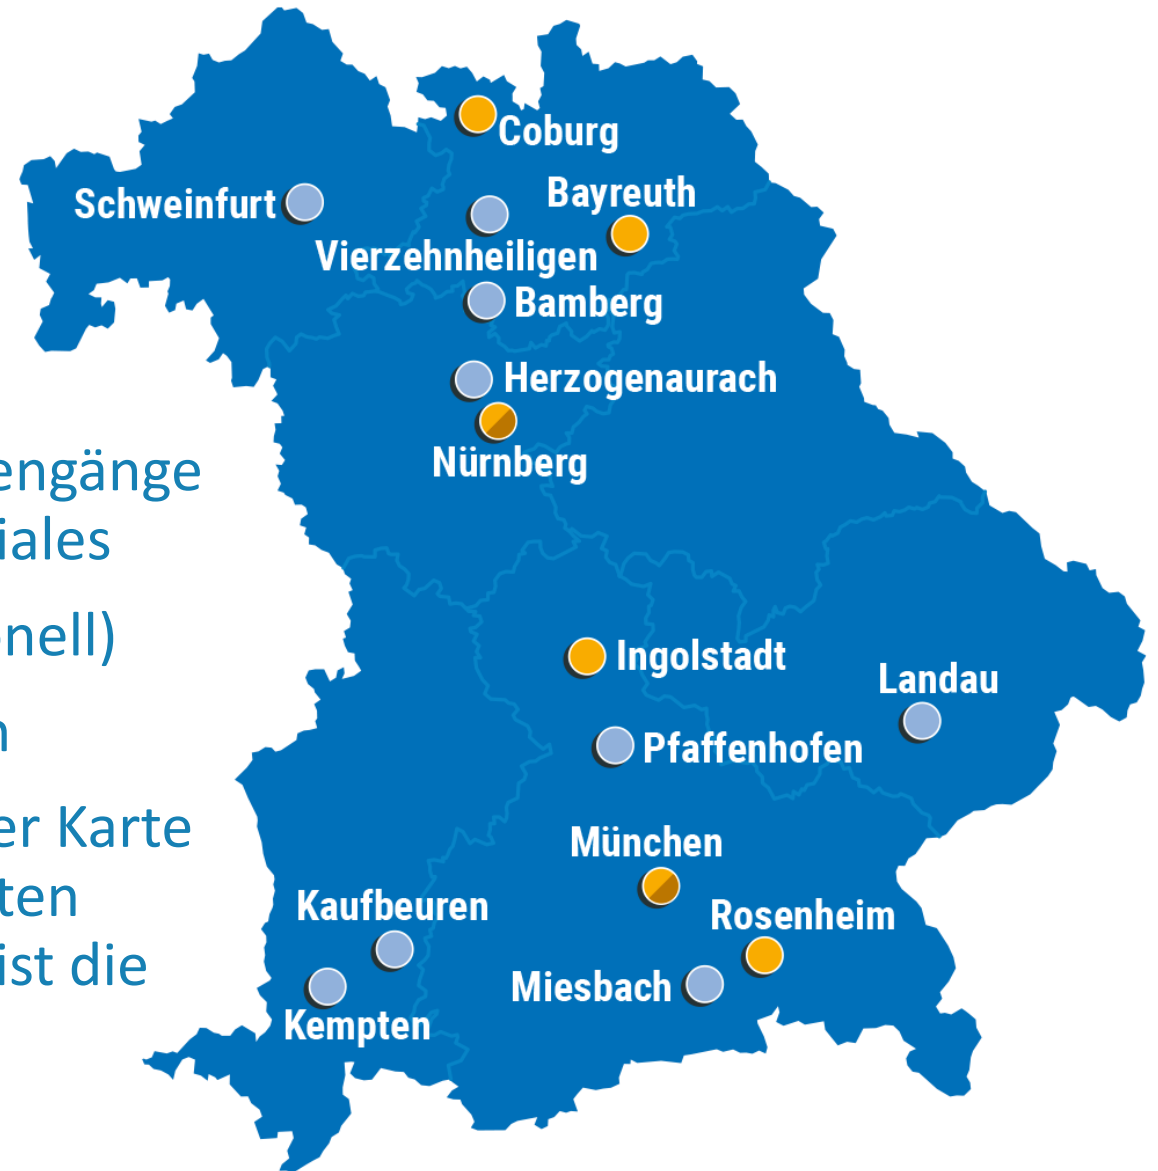 Coburg
Bayreuth
Schweinfurt
Vierzehnheiligen
Bamberg
Herzogenaurach
Nürnberg
engänge
iales
nell)
n
er Karte
ten
ist die
Ingolstadt
Landau
Pfaffenhofen
München
Kaufbeuren
Rosenheim
Miesbach
Kempten